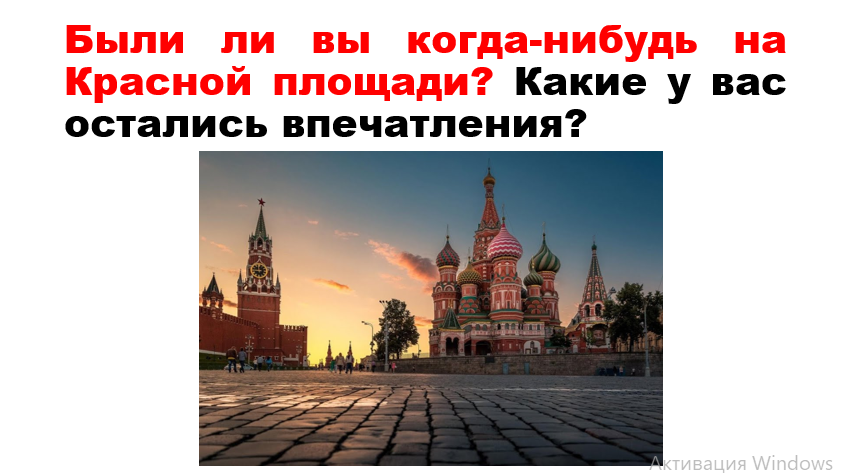 Были ли вы когда-нибудь на
Красной площади? Какие у вас
остались впечатления?
Активация Windows